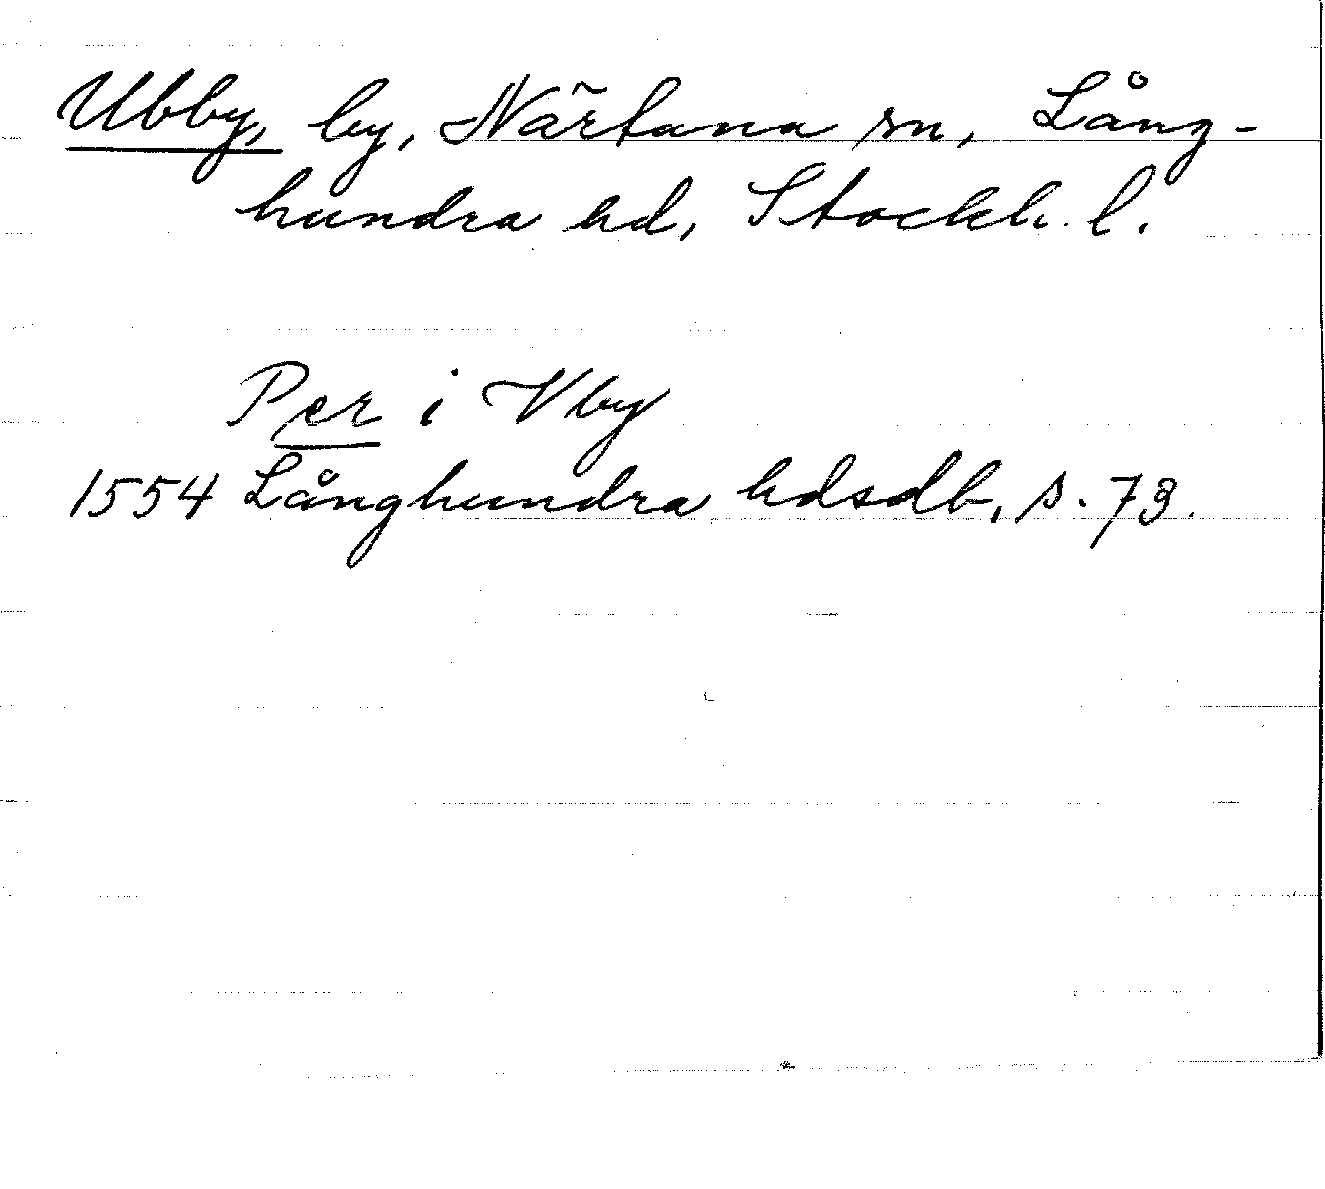 Ubby, by, Närtuna sn, Lång-
hundra hd, Stockh. l.
Per i Vby
1554 Långhundra hdsdb, s. 73.